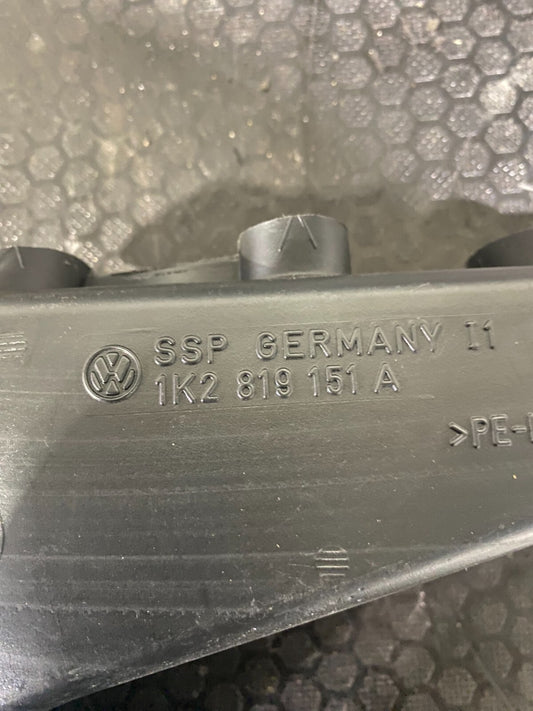 SSP GERMANY I1
1K2 819 151 A
>PE-